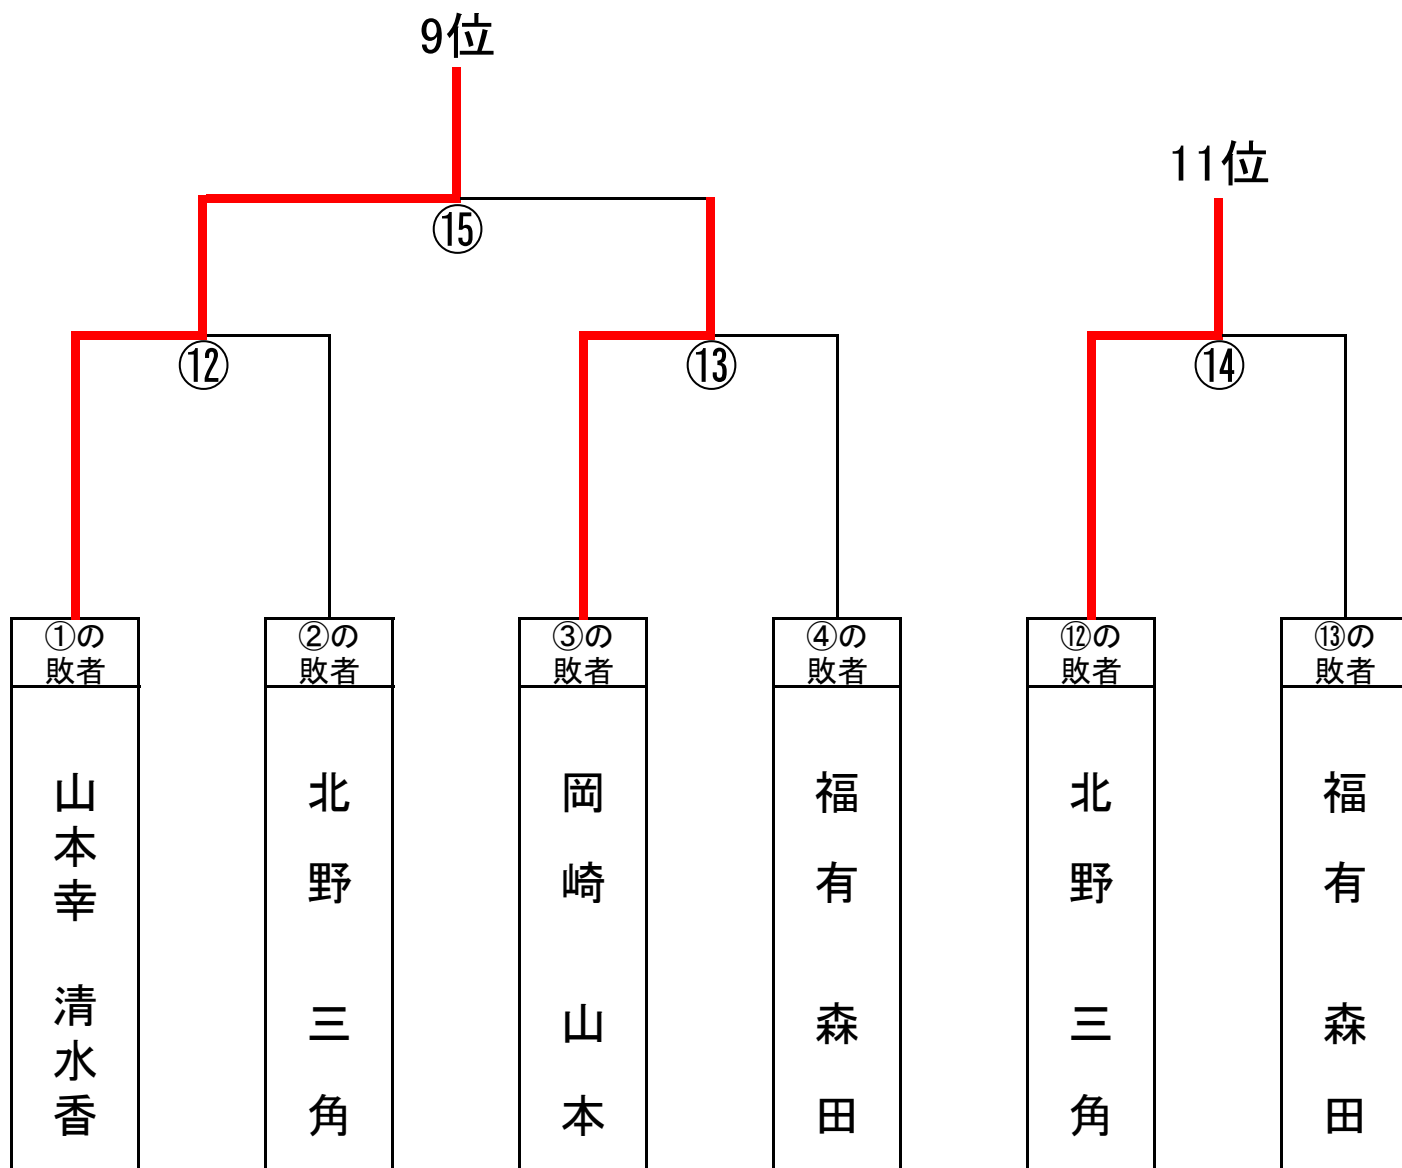 9位
11位
⑮
⑫
⑬
⑭
①の
敗者
②の
敗者
③の
敗者
④の
敗者
⑫の
敗者
⑬の
敗者
山本幸 清水香
北野 三角
岡崎 山本
福有 森田
北野 三角
福有 森田